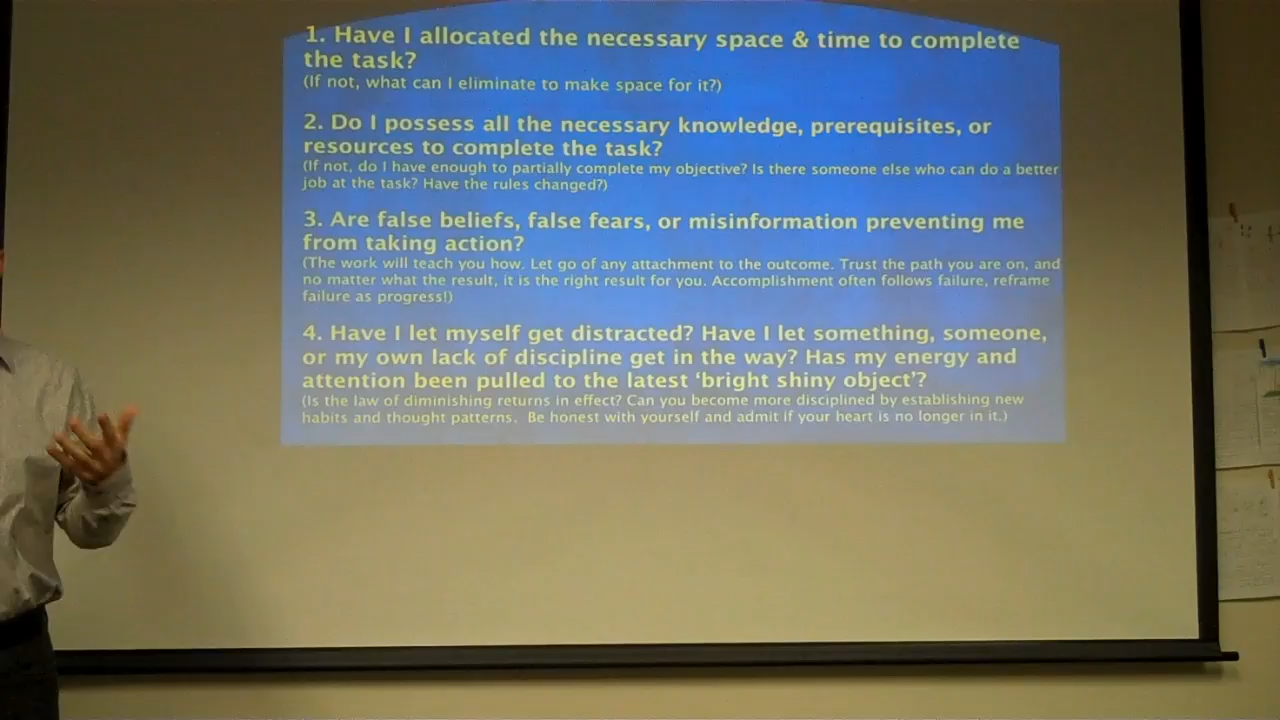 1. Have I allocated the necessary space & time to complete
the task?
(If not, what can I eliminate to make space for it?)
2. Do I possess all the necessary knowledge, prerequisites, or
resources to complete the task?
(If not, do I have enough to partially complete my objective? Is there someone else who can do a better
job at the task? Have the rules changed?)
3. Are false beliefs, false fears, or misinformation preventing me
from taking action?
(The work will teach you how. Let go of any attachment to the outcome. Trust the path you are on, and
no matter what the result, it is the right result for you. Accomplishment often follows failure, reframe
failure as progress!)
4. Have I let myself get distracted? Have I let something, someone,
or my own lack of discipline get in the way? Has my energy and
attention been pulled to the latest ‘bright shiny object’?
(Is the law of diminishing returns in effect? Can you become more disciplined by establishing new
habits and thought patterns.  Be honest with yourself and admit if your heart is no longer in it.)